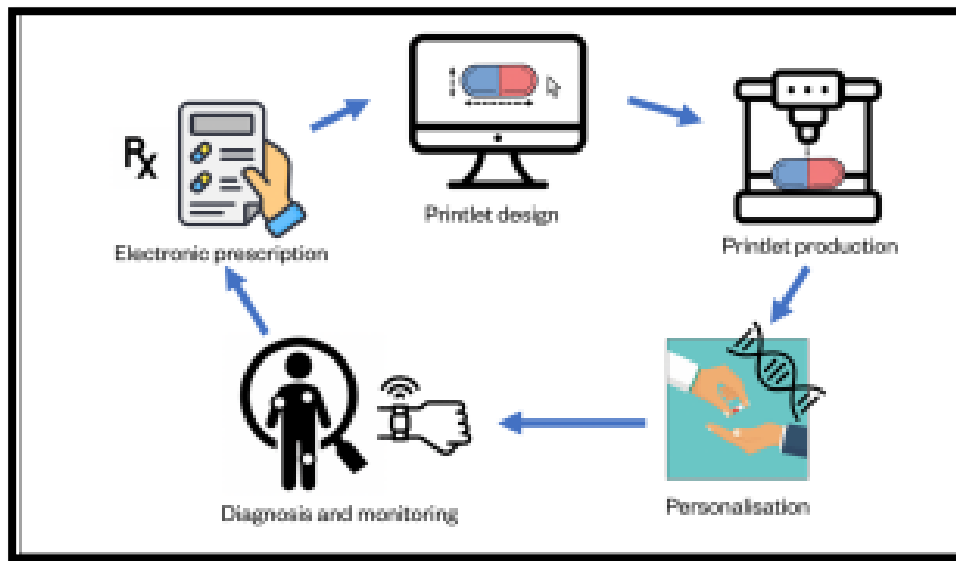 Rx
Electronic prescription
Printlet design
Printlet production
Personalisation
Diagnosis and monitoring